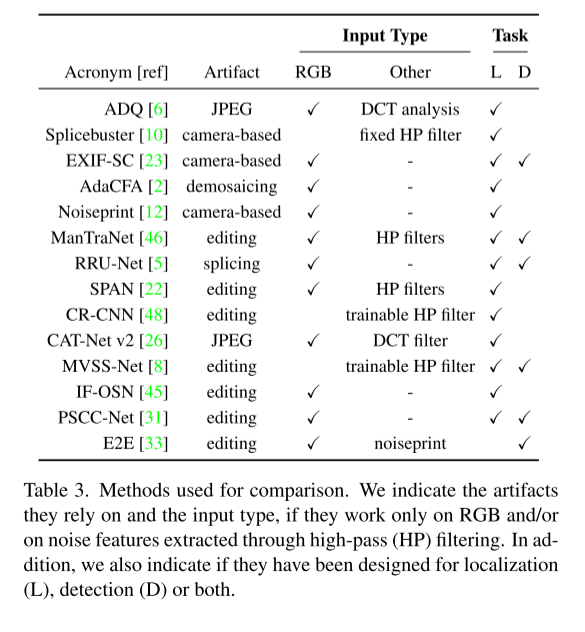 Input Type Task
Acronym [ref] Artifact RGB Other L D
ADQ [6] JPEG ✓ DCT analysis ✓
Splicebuster [10] camera-based fixed HP filter ✓
EXIF-SC [23] camera-based ✓ - ✓ ✓
AdaCFA [2] demosaicing ✓ - ✓
Noiseprint [12] camera-based ✓ - ✓
ManTraNet [46] editing ✓ HP filters ✓ ✓
RRU-Net [5] splicing ✓ - ✓ ✓
SPAN [22] editing ✓ HP filters ✓
CR-CNN [48] editing trainable HP filter ✓
CAT-Net v2 [26] JPEG ✓ DCT filter ✓
MVSS-Net [8] editing trainable HP filter ✓ ✓
IF-OSN [45] editing ✓ - ✓
PSCC-Net [31] editing ✓ - ✓ ✓
E2E [33] editing ✓ noiseprint ✓
Table 3. Methods used for comparison. We indicate the artifacts
they rely on and the input type, if they work only on RGB and/or
on noise features extracted through high-pass (HP) filtering. In ad-
dition, we also indicate if they have been designed for localization
(L), detection (D) or both.